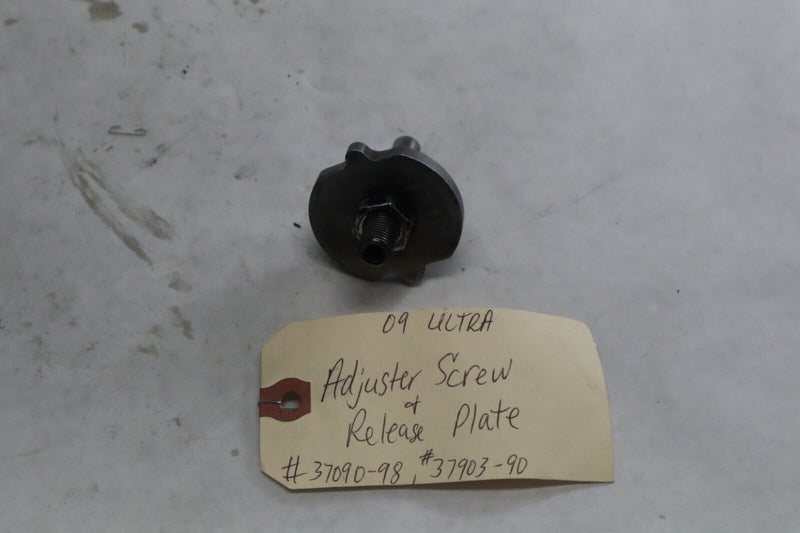 09 ULTRA
Adjuster Screw
&
Release Plate
#37090-98, #37903-90